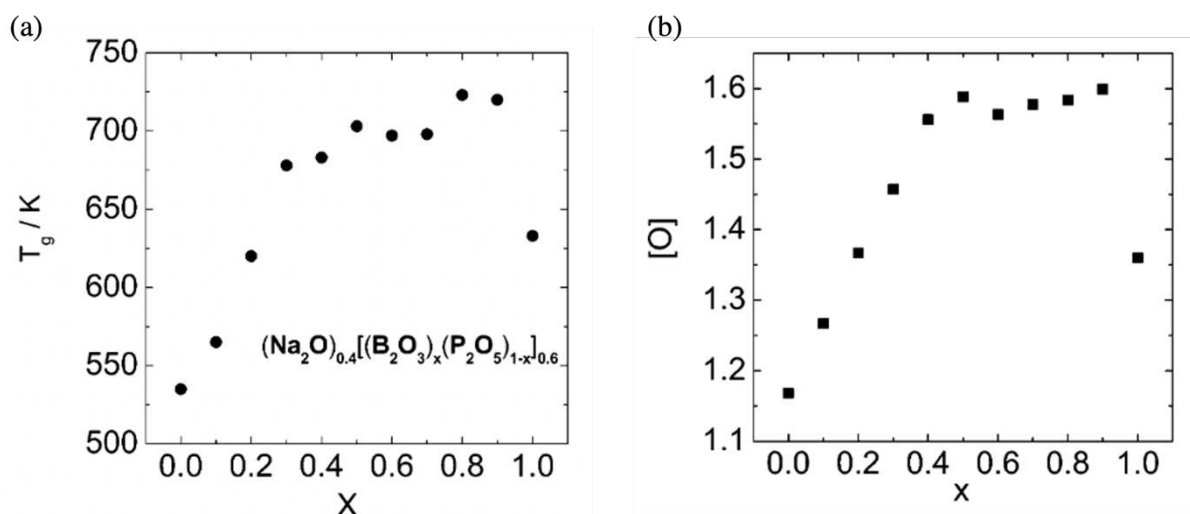 (a)
750
700
650
600
550
500
T_g / K
(Na₂O)₀.₄[(B₂O₃)ₓ(P₂O₅)₁₋ₓ]₀.₆
0.0 0.2 0.4 0.6 0.8 1.0
X
(b)
1.6
1.5
1.4
1.3
1.2
1.1
[O]
0.0 0.2 0.4 0.6 0.8 1.0
x